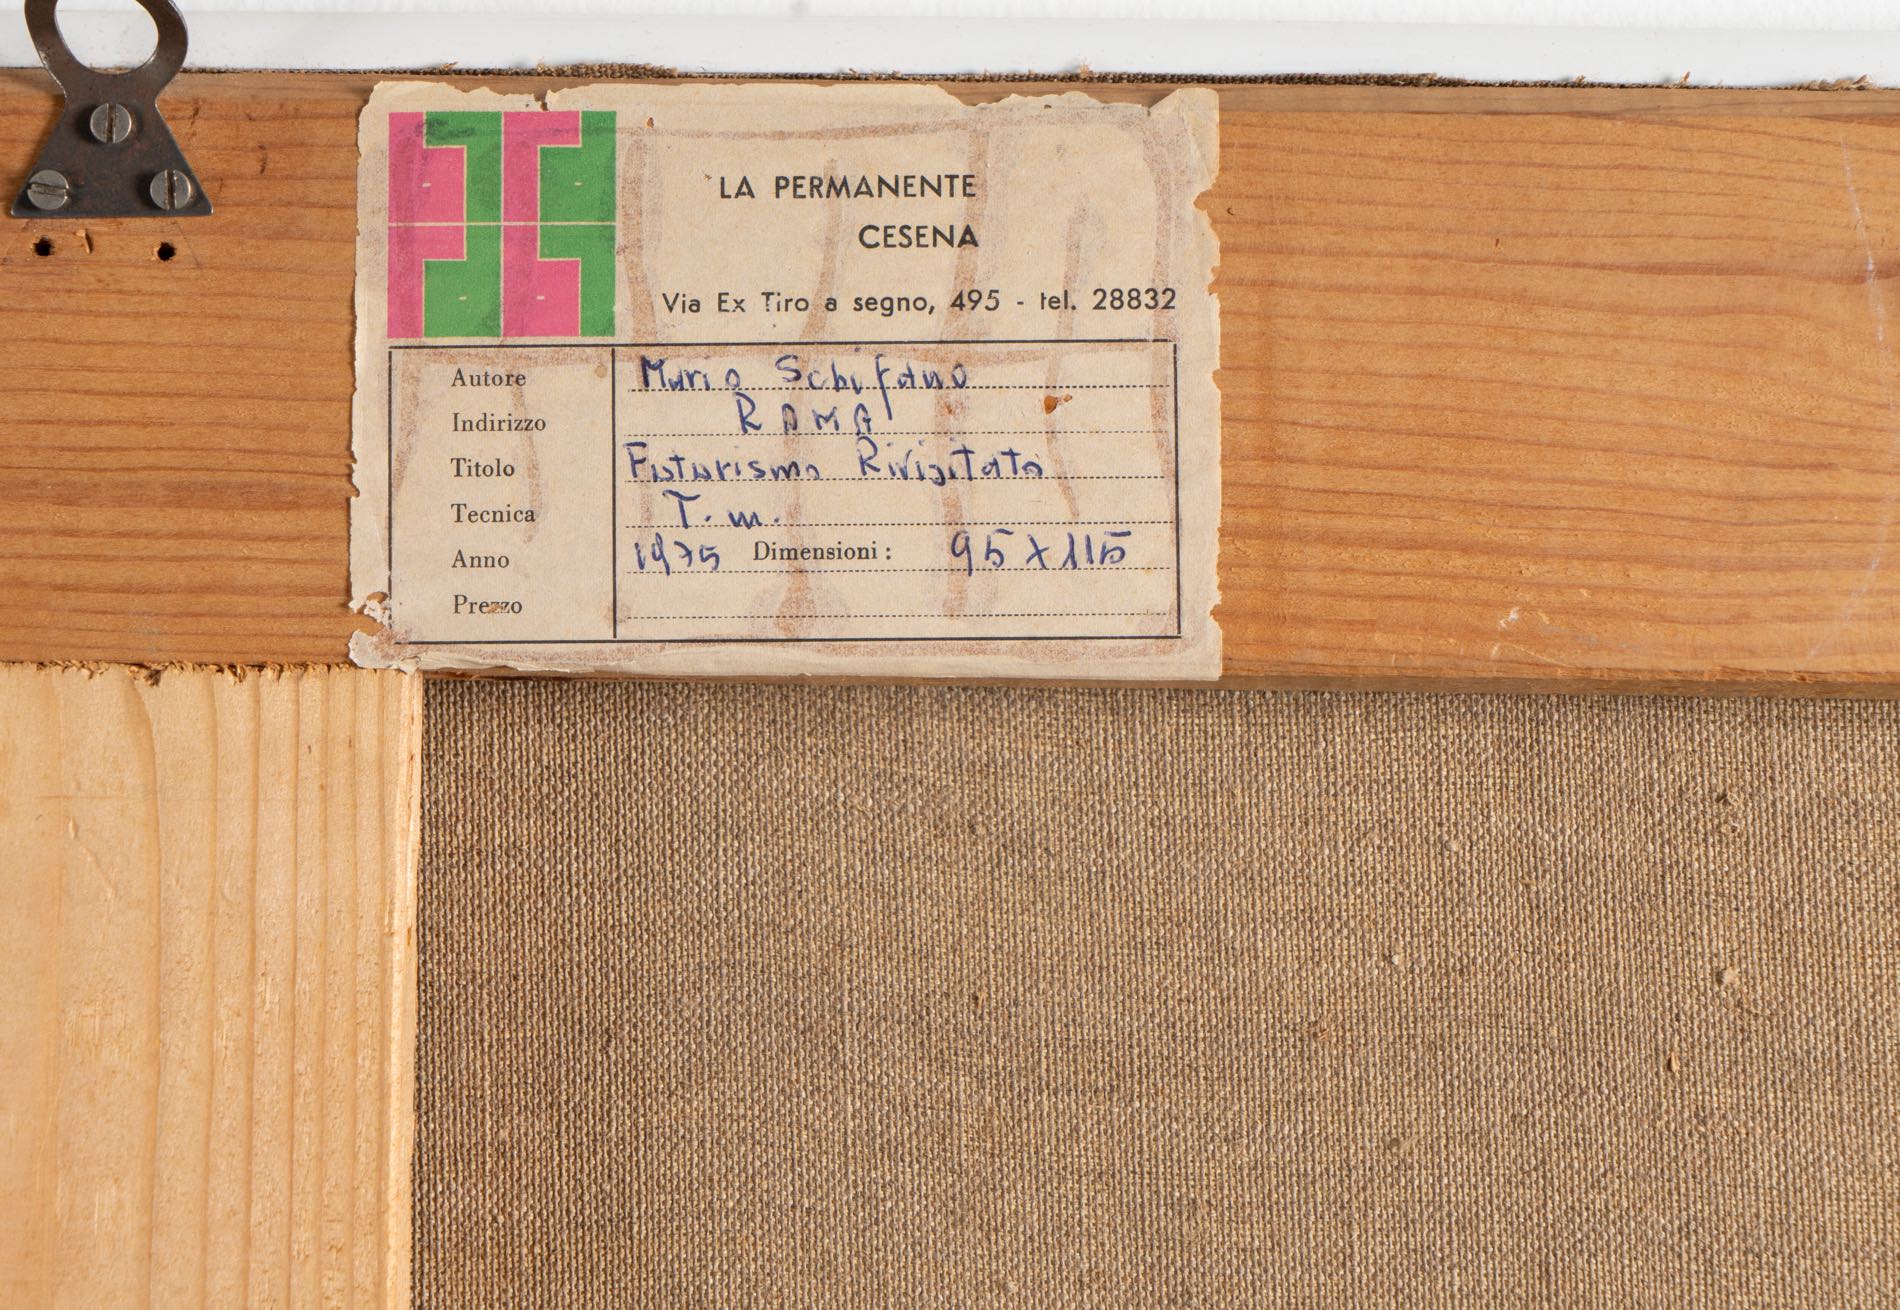 LA PERMANENTE
CESENA
Via Ex Tiro a segno, 495 - tel. 28832
Autore Mario Schifano
Indirizzo ROMA
Titolo Futurismo Rivisitato
Tecnica T. m.
Anno 1975 Dimensioni: 95 x 115
Prezzo